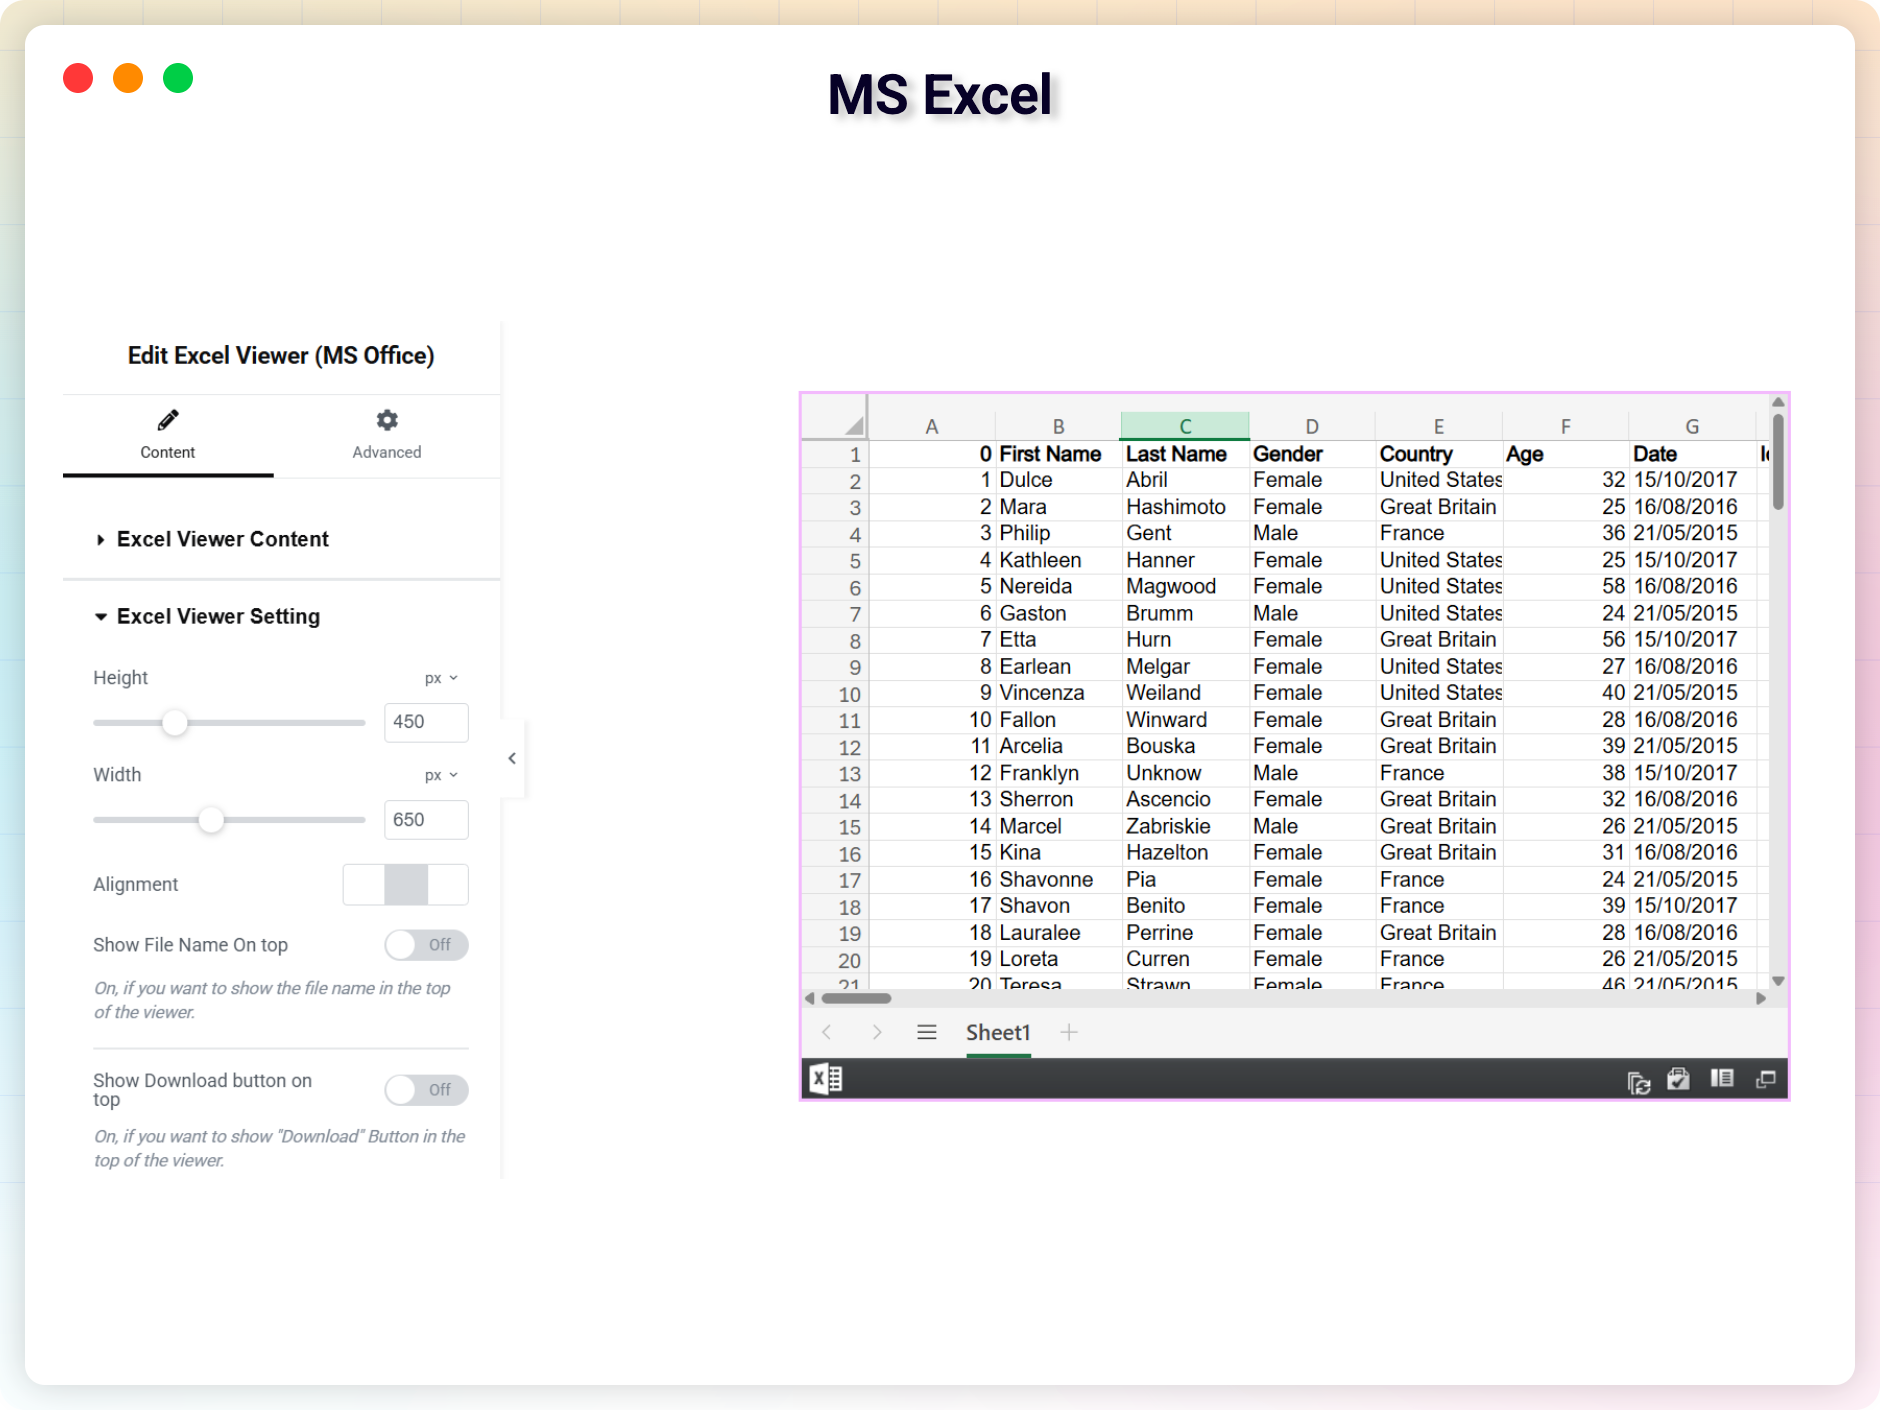 MS Excel
Edit Excel Viewer (MS Office)
Content Advanced
Excel Viewer Content
Excel Viewer Setting
Height px
450
Width px
650
Alignment
Show File Name On top Off
On, if you want to show the file name in the top
of the viewer.
Show Download button on
top
Off
On, if you want to show "Download" Button in the
top of the viewer.
A B C D E F G
1 0 First Name Last Name Gender Country Age Date
2 1 Dulce Abril Female United States 32 15/10/2017
3 2 Mara Hashimoto Female Great Britain 25 16/08/2016
4 3 Philip Gent Male France 36 21/05/2015
5 4 Kathleen Hanner Female United States 25 15/10/2017
6 5 Nereida Magwood Female United States 58 16/08/2016
7 6 Gaston Brumm Male United States 24 21/05/2015
8 7 Etta Hurn Female Great Britain 56 15/10/2017
9 8 Earlean Melgar Female United States 27 16/08/2016
10 9 Vincenza Weiland Female United States 40 21/05/2015
11 10 Fallon Winward Female Great Britain 28 16/08/2016
12 11 Arcelia Bouska Female Great Britain 39 21/05/2015
13 12 Franklyn Unknow Male France 38 15/10/2017
14 13 Sherron Ascencio Female Great Britain 32 16/08/2016
15 14 Marcel Zabriskie Male Great Britain 26 21/05/2015
16 15 Kina Hazelton Female Great Britain 31 16/08/2016
17 16 Shavonne Pia Female France 24 21/05/2015
18 17 Shavon Benito Female France 39 15/10/2017
19 18 Lauralee Perrine Female Great Britain 28 16/08/2016
20 19 Loreta Curren Female France 26 21/05/2015
21 20 Teresa Strawn Female France 46 21/05/2015
Sheet1